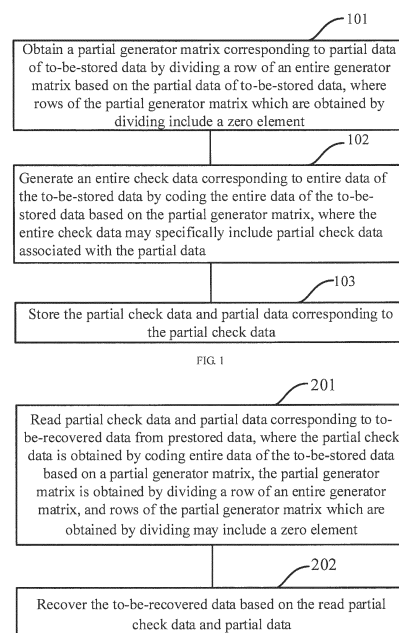 101
Obtain a partial generator matrix corresponding to partial data
of to-be-stored data by dividing a row of an entire generator
matrix based on the partial data of to-be-stored data, where
rows of the partial generator matrix which are obtained by
dividing include a zero element
102
Generate an entire check data corresponding to entire data of
the to-be-stored data by coding the entire data of the to-be-
stored data based on the partial generator matrix, where the
entire check data may specifically include partial check data
associated with the partial data
103
Store the partial check data and partial data corresponding to
the partial check data
FIG. 1
201
Read partial check data and partial data corresponding to to-
be-recovered data from prestored data, where the partial check
data is obtained by coding entire data of the to-be-stored data
based on a partial generator matrix, the partial generator
matrix is obtained by dividing a row of an entire generator
matrix, and rows of the partial generator matrix which are
obtained by dividing may include a zero element
202
Recover the to-be-recovered data based on the read partial
check data and partial data